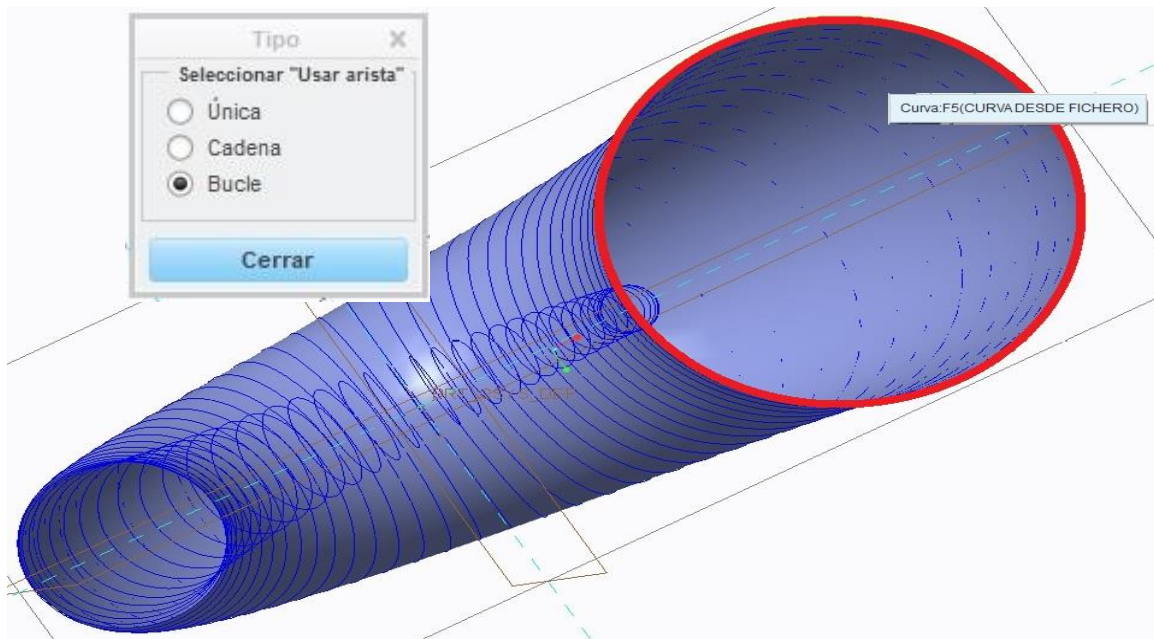 Tipo
Seleccionar "Usar arista"
Única
Cadena
Bucle
Cerrar
Curva:F5(CURVA DESDE FICHERO)